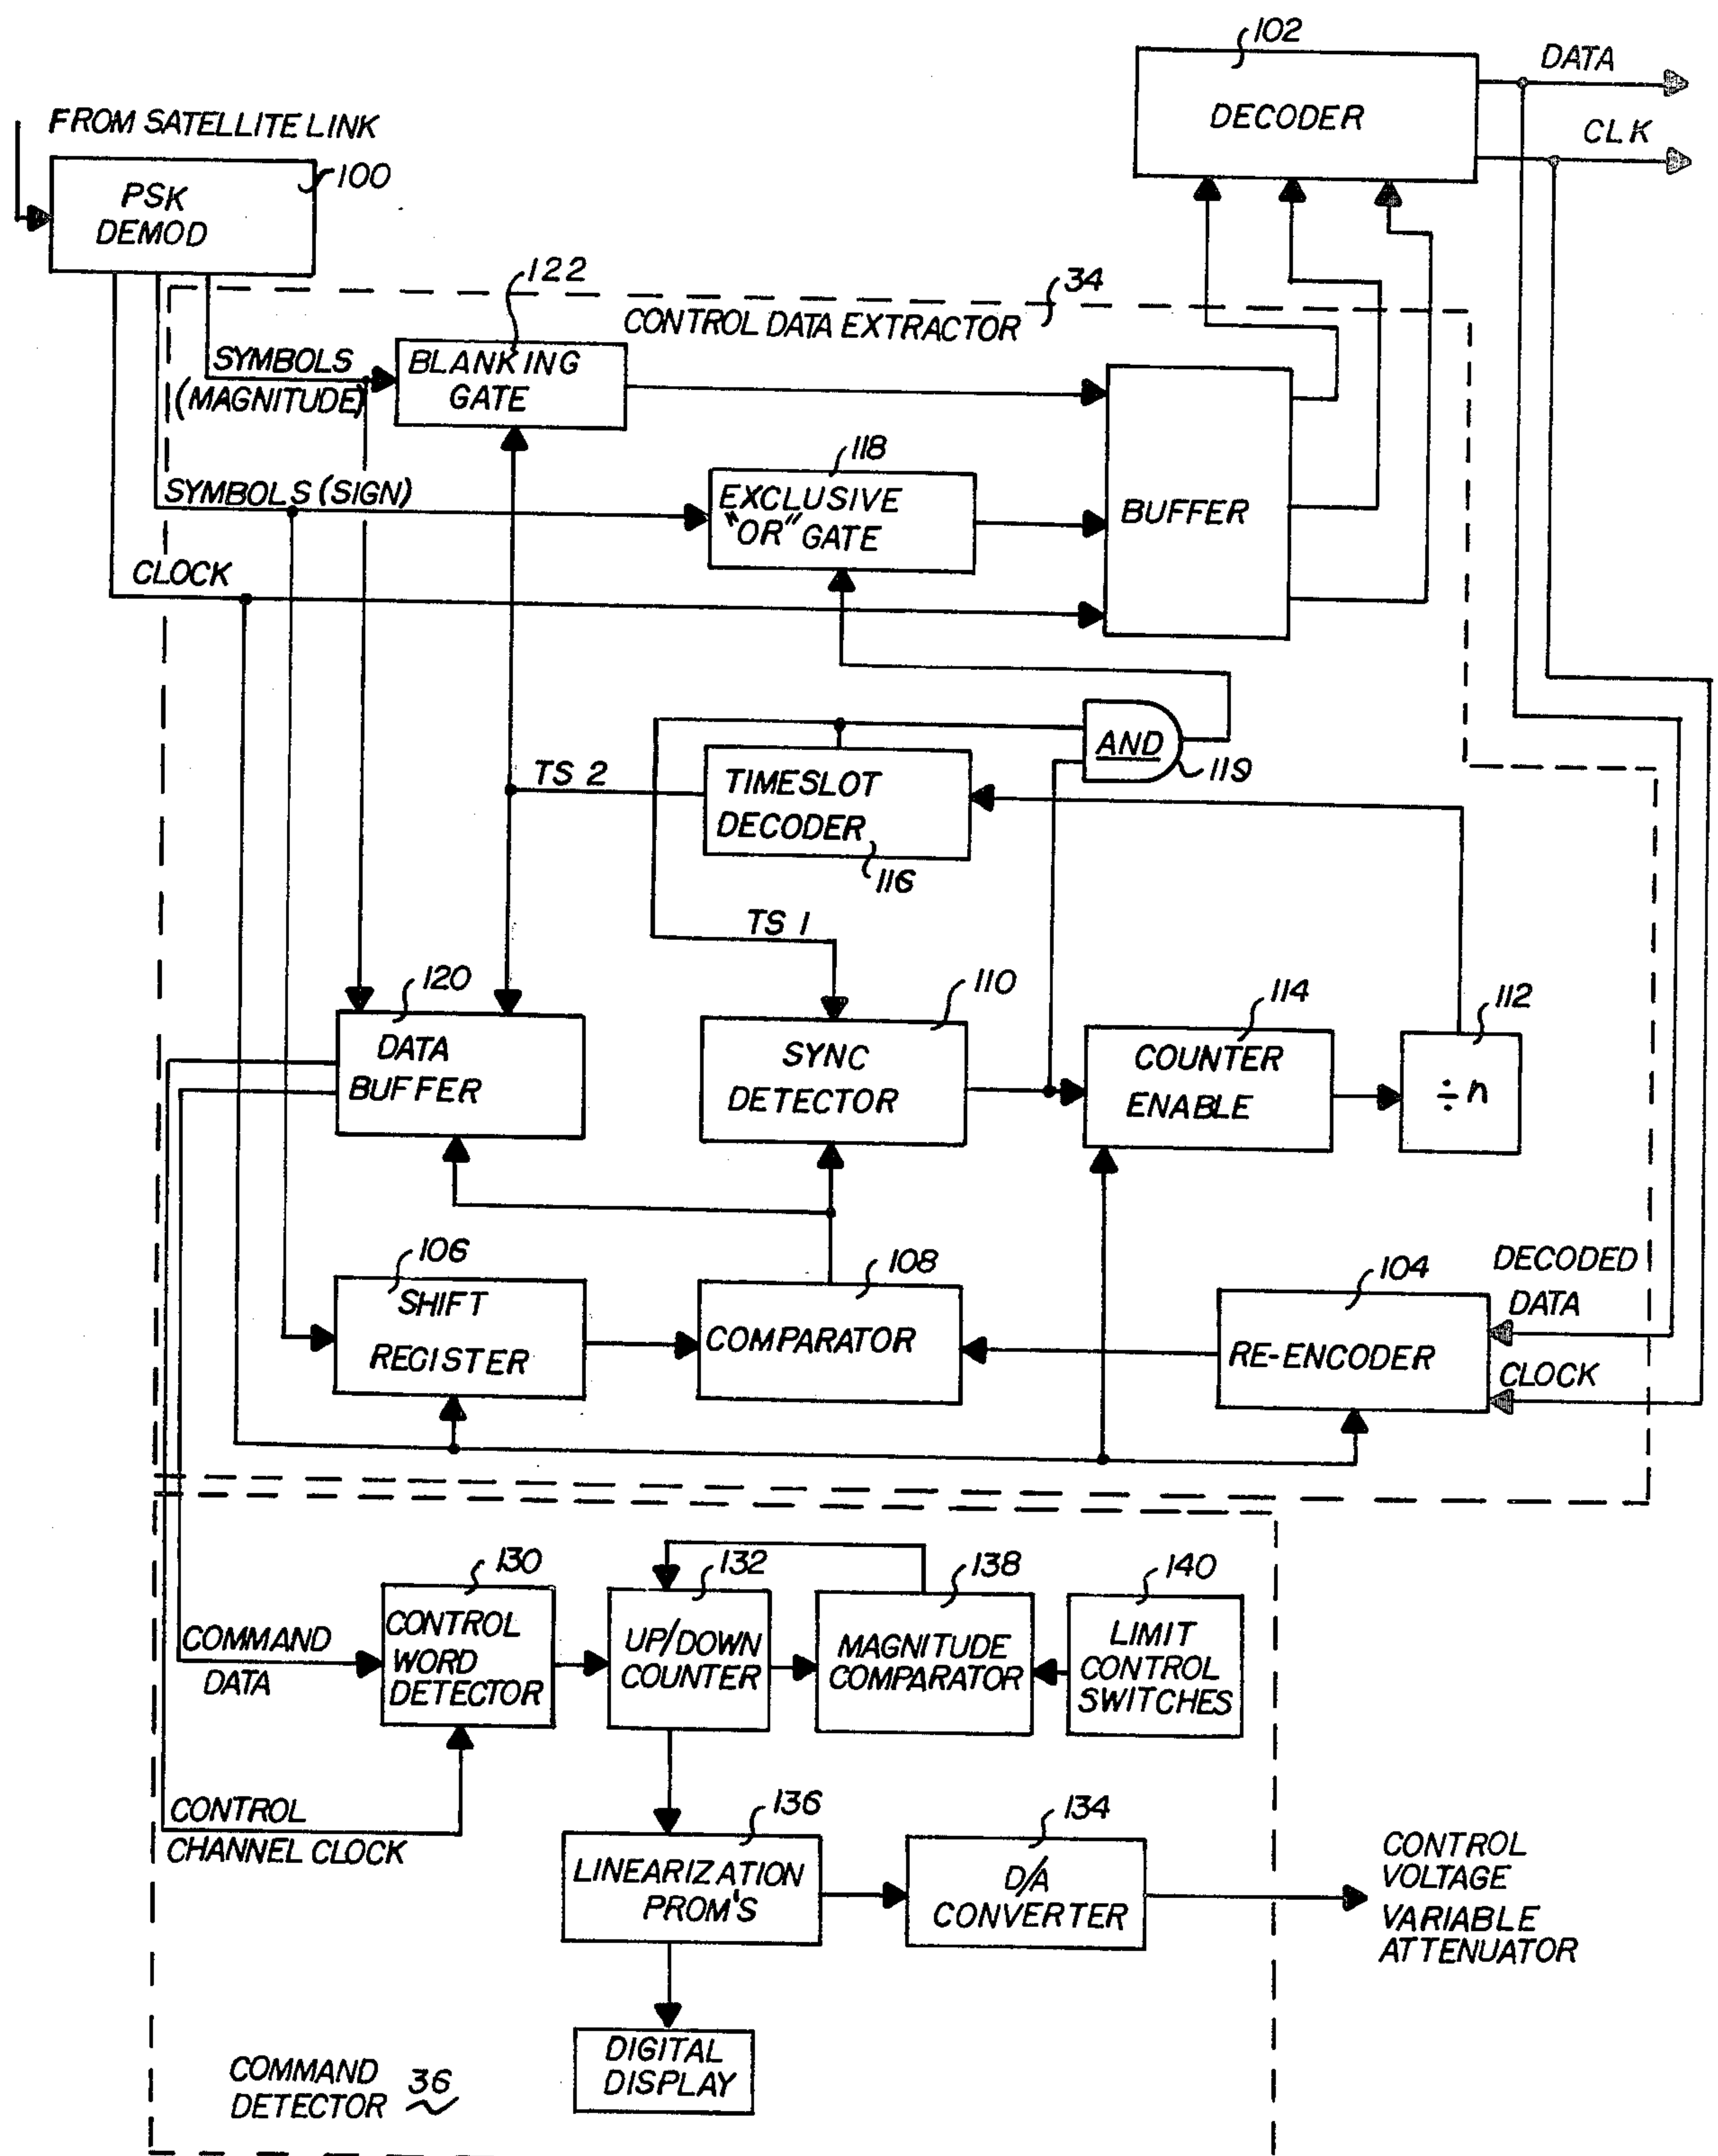 102
DATA
DECODER
CLK
FROM SATELLITE LINK
100
PSK
DEMOD
122
34
CONTROL DATA EXTRACTOR
SYMBOLS
(MAGNITUDE)
BLANKING
GATE
118
SYMBOLS (SIGN)
EXCLUSIVE
"OR" GATE
BUFFER
CLOCK
AND
119
TS 2
TIMESLOT
DECODER
116
TS 1
120
DATA
BUFFER
110
SYNC
DETECTOR
114
COUNTER
ENABLE
112
÷n
106
SHIFT
REGISTER
108
COMPARATOR
104
RE-ENCODER
DECODED
DATA
CLOCK
130
CONTROL
WORD
DETECTOR
132
UP/DOWN
COUNTER
138
MAGNITUDE
COMPARATOR
140
LIMIT
CONTROL
SWITCHES
COMMAND
DATA
CONTROL
CHANNEL CLOCK
136
LINEARIZATION
PROM'S
134
D/A
CONVERTER
CONTROL
VOLTAGE
VARIABLE
ATTENUATOR
DIGITAL
DISPLAY
COMMAND
DETECTOR 36